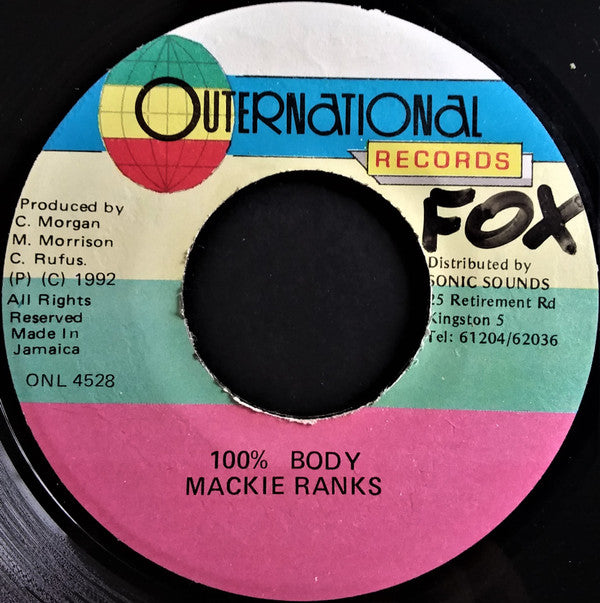 OUTERNATIONAL
RECORDS
FOX
Produced by
C. Morgan
M. Morrison
C. Rufus.
(P) (C) 1992
All Rights
Reserved
Made In
Jamaica
ONL 4528
Distributed by
SONIC SOUNDS
25 Retirement Rd
Kingston 5
Tel: 61204/62036
100% BODY
MACKIE RANKS